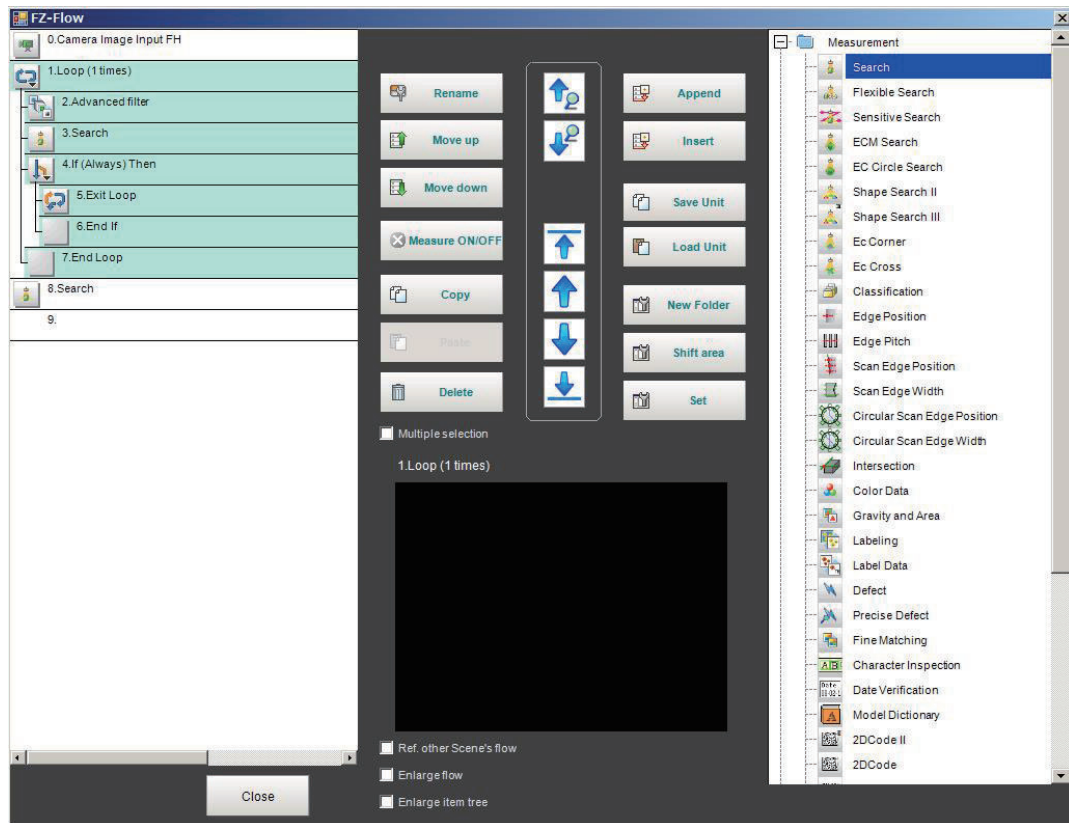 FZ-Flow
0.Camera Image Input FH
1.Loop (1 times)
2.Advanced filter
3.Search
4.If (Always) Then
5.Exit Loop
6.End If
7.End Loop
8.Search
9.
Rename
Move up
Move down
Measure ON/OFF
Copy
Paste
Delete
Append
Insert
Save Unit
Load Unit
New Folder
Shift area
Set
Multiple selection
1.Loop (1 times)
Ref. other Scene's flow
Enlarge flow
Enlarge item tree
Close
Measurement
Search
Flexible Search
Sensitive Search
ECM Search
EC Circle Search
Shape Search II
Shape Search III
Ec Corner
Ec Cross
Classification
Edge Position
Edge Pitch
Scan Edge Position
Scan Edge Width
Circular Scan Edge Position
Circular Scan Edge Width
Intersection
Color Data
Gravity and Area
Labeling
Label Data
Defect
Precise Defect
Fine Matching
Character Inspection
Date Verification
Model Dictionary
2DCode II
2DCode